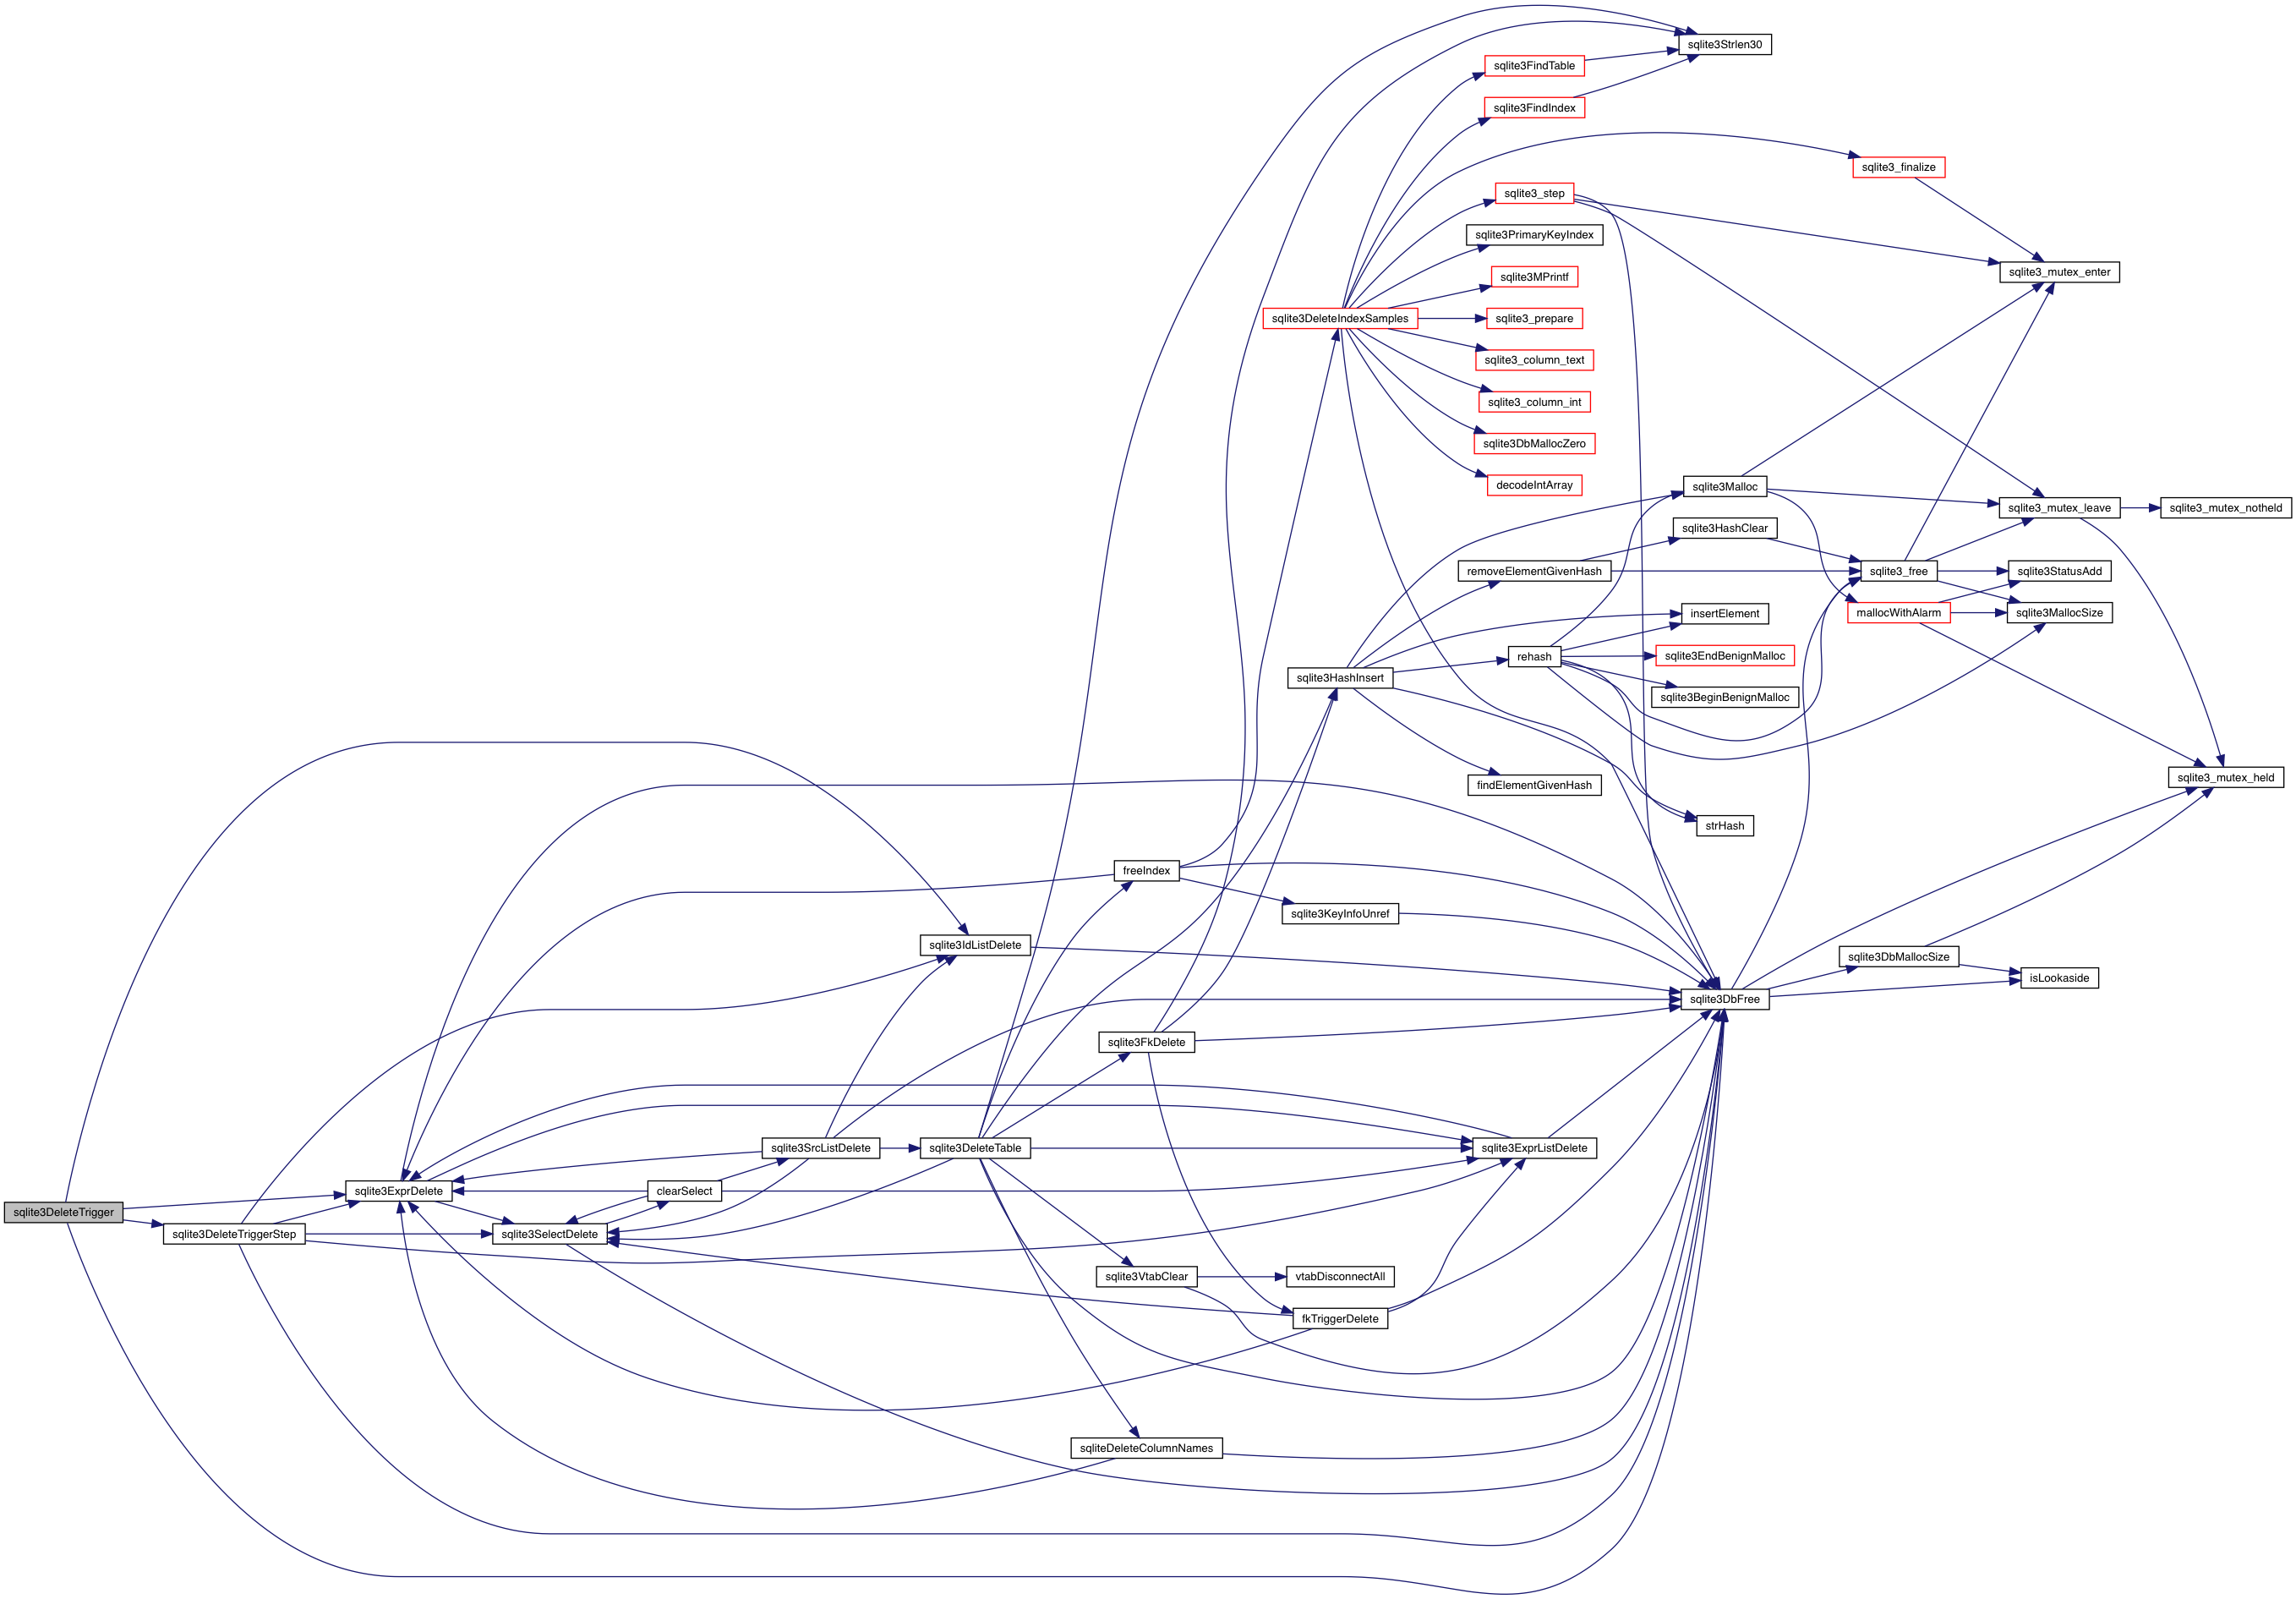 sqlite3Strlen30
sqlite3FindTable
sqlite3FindIndex
sqlite3_finalize
sqlite3_step
sqlite3PrimaryKeyIndex
sqlite3_mutex_enter
sqlite3MPrintf
sqlite3DeleteIndexSamples
sqlite3_prepare
sqlite3_column_text
sqlite3_column_int
sqlite3DbMallocZero
decodeIntArray
sqlite3Malloc
sqlite3_mutex_leave
sqlite3_mutex_notheld
sqlite3HashClear
removeElementGivenHash
sqlite3_free
sqlite3StatusAdd
insertElement
mallocWithAlarm
sqlite3MallocSize
rehash
sqlite3EndBenignMalloc
sqlite3HashInsert
sqlite3BeginBenignMalloc
sqlite3_mutex_held
findElementGivenHash
strHash
freeIndex
sqlite3KeyInfoUnref
sqlite3IdListDelete
sqlite3DbMallocSize
isLookaside
sqlite3DbFree
sqlite3FkDelete
sqlite3SrcListDelete
sqlite3DeleteTable
sqlite3ExprListDelete
sqlite3ExprDelete
clearSelect
sqlite3DeleteTrigger
sqlite3DeleteTriggerStep
sqlite3SelectDelete
sqlite3VtabClear
vtabDisconnectAll
fkTriggerDelete
sqliteDeleteColumnNames